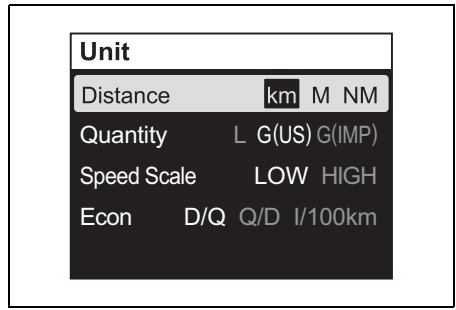 Unit
Distance km M NM
Quantity L G(US) G(IMP)
Speed Scale LOW HIGH
Econ D/Q Q/D l/100km